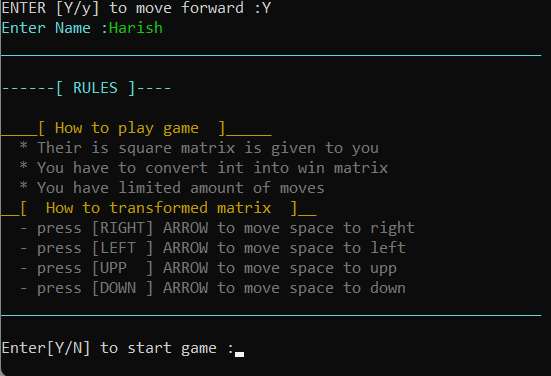 ENTER [Y/y] to move forward :Y
Enter Name :Harish
------[ RULES ]----
____[ How to play game  ]_____
* Their is square matrix is given to you
* You have to convert int into win matrix
* You have limited amount of moves
__[  How to transformed matrix  ]__
- press [RIGHT] ARROW to move space to right
- press [LEFT ] ARROW to move space to left
- press [UPP  ] ARROW to move space to upp
- press [DOWN ] ARROW to move space to down
Enter[Y/N] to start game :